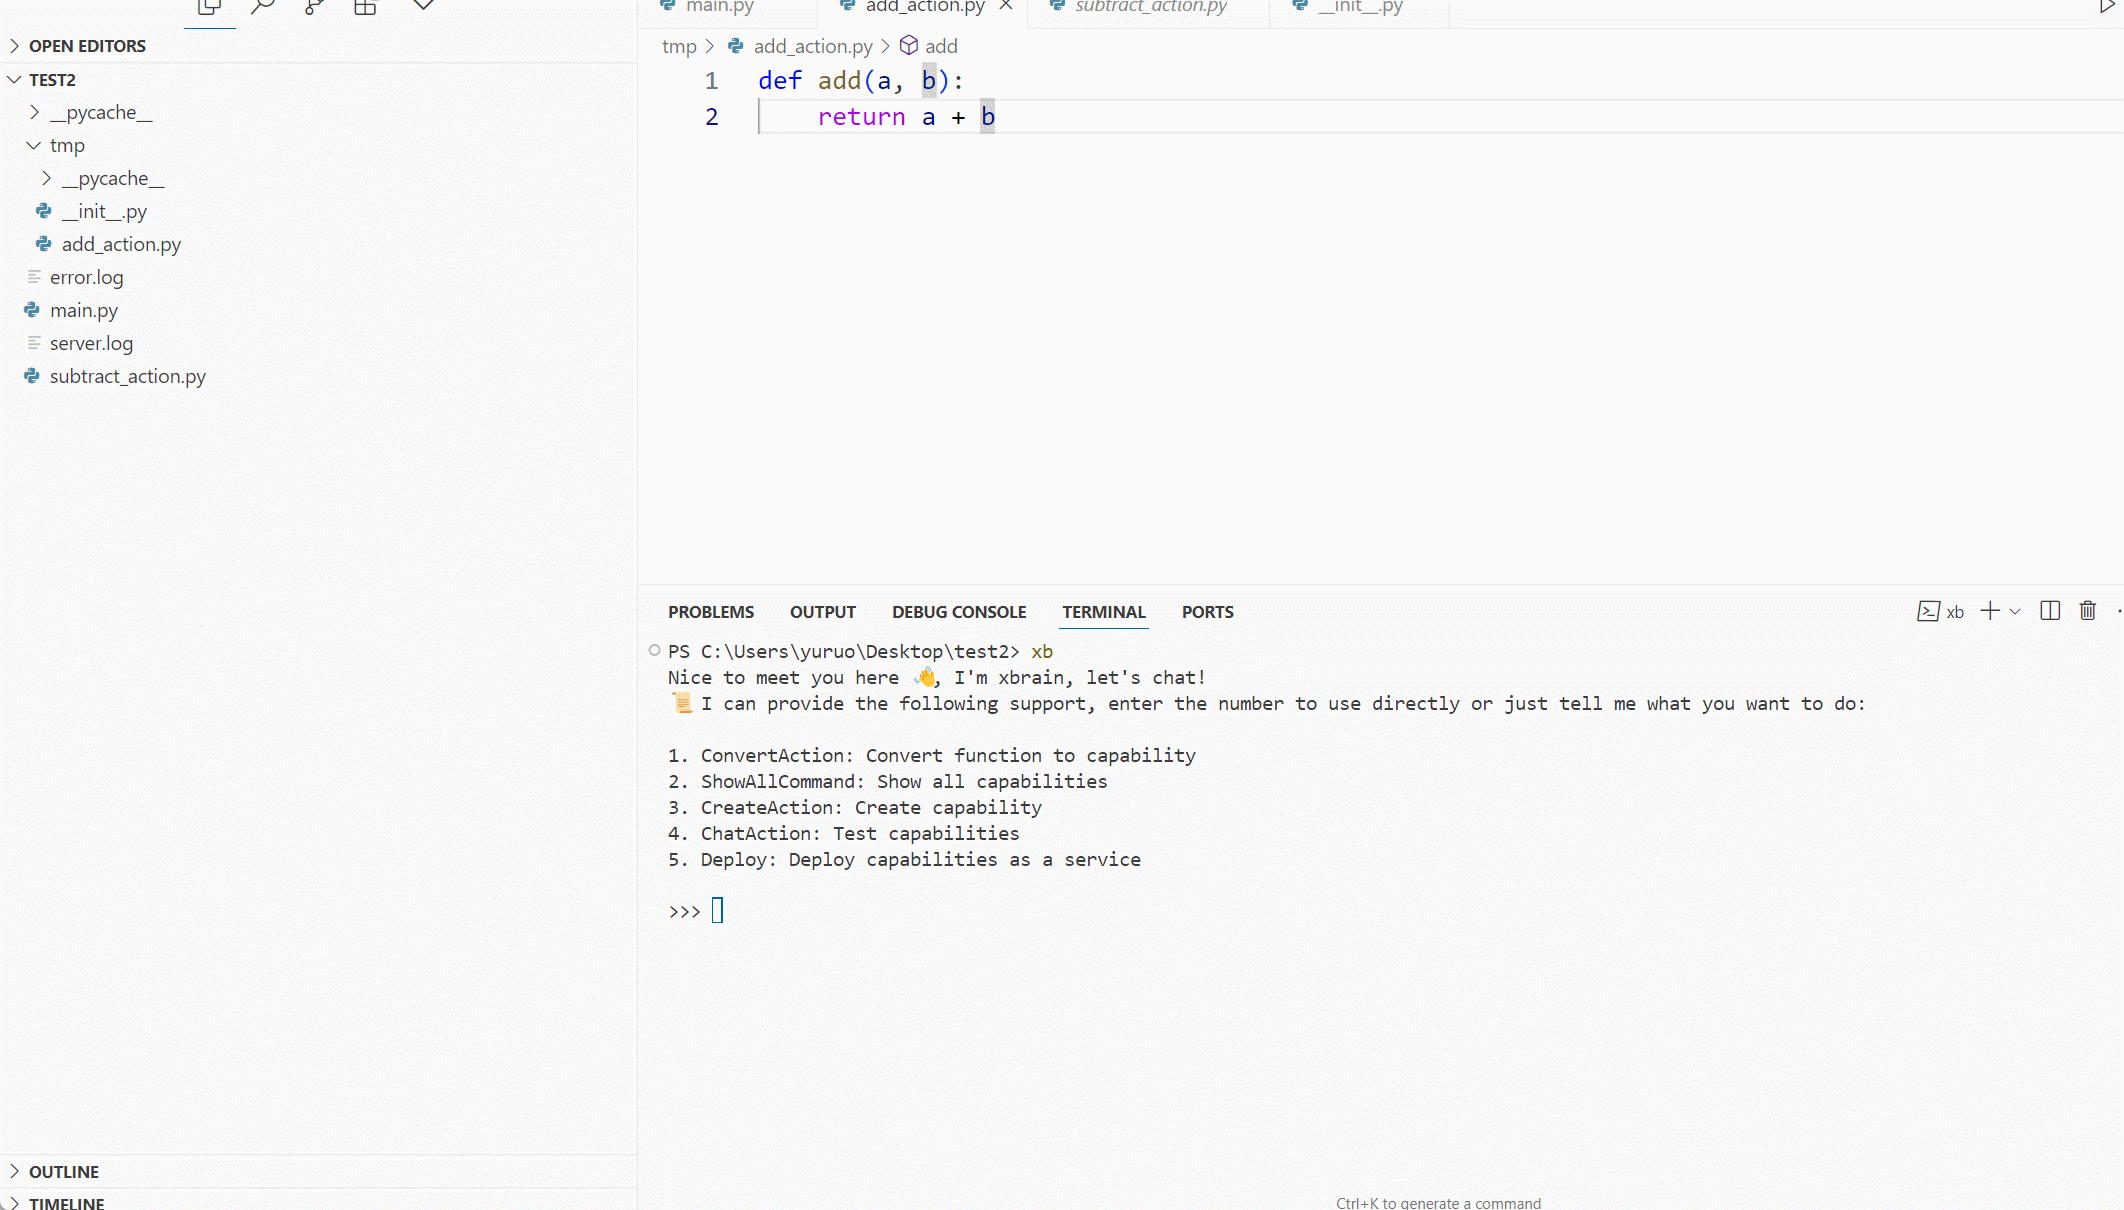 OPEN EDITORS
TEST2
__pycache__
tmp
__pycache__
__init__.py
add_action.py
error.log
main.py
server.log
subtract_action.py
OUTLINE
TIMELINE
main.py add_action.py subtract_action.py __init__.py
tmp > add_action.py > add
1 def add(a, b):
2 return a + b
PROBLEMS OUTPUT DEBUG CONSOLE TERMINAL PORTS xb
PS C:\Users\yuruo\Desktop\test2> xb
Nice to meet you here 👋, I'm xbrain, let's chat!
📜 I can provide the following support, enter the number to use directly or just tell me what you want to do:
1. ConvertAction: Convert function to capability
2. ShowAllCommand: Show all capabilities
3. CreateAction: Create capability
4. ChatAction: Test capabilities
5. Deploy: Deploy capabilities as a service
>>>
Ctrl+K to generate a command